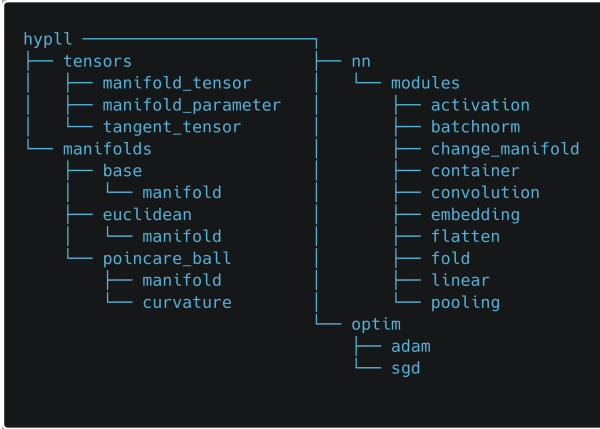 hypll
tensors
manifold_tensor
manifold_parameter
tangent_tensor
manifolds
base
manifold
euclidean
manifold
poincare_ball
manifold
curvature
nn
modules
activation
batchnorm
change_manifold
container
convolution
embedding
flatten
fold
linear
pooling
optim
adam
sgd